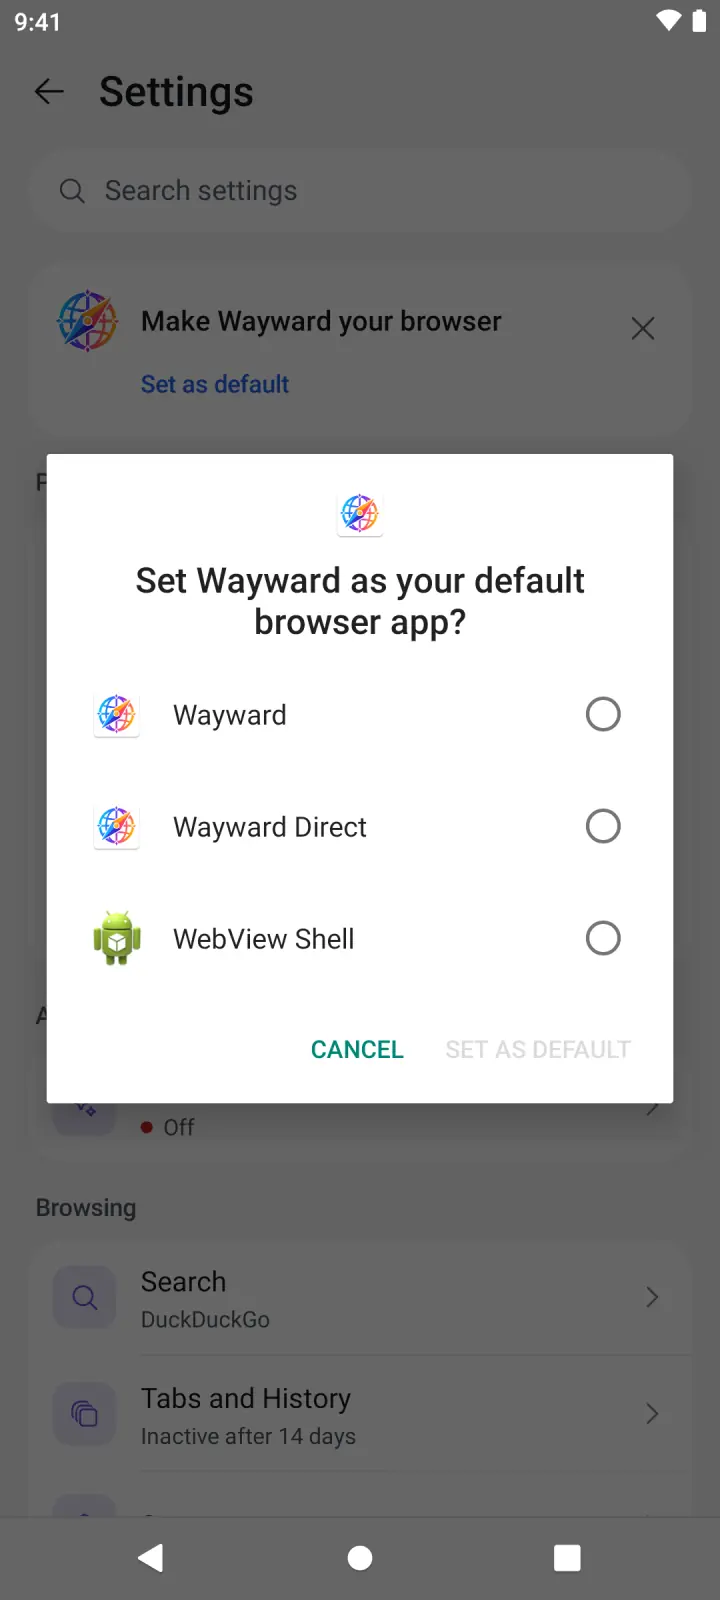 9:41
Settings
Search settings
Make Wayward your browser
Set as default
Set Wayward as your default
browser app?
Wayward
Wayward Direct
WebView Shell
CANCEL
SET AS DEFAULT
Off
Browsing
Search
DuckDuckGo
Tabs and History
Inactive after 14 days